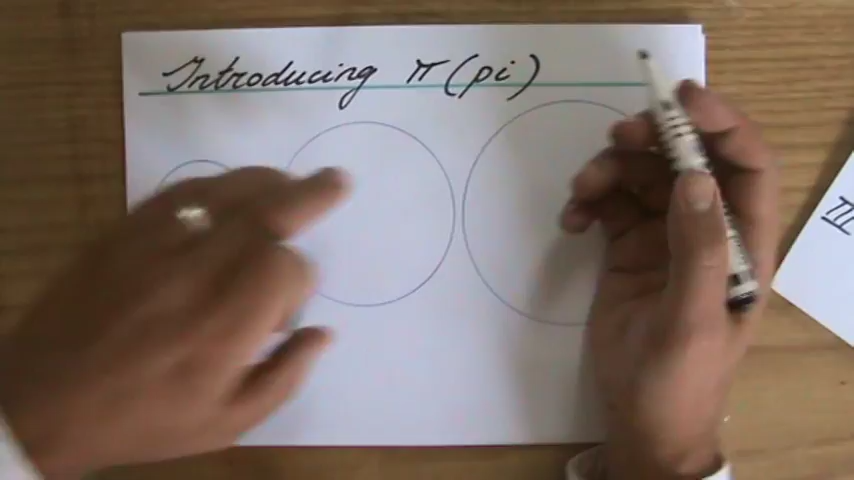 Introducing π (pi)
π